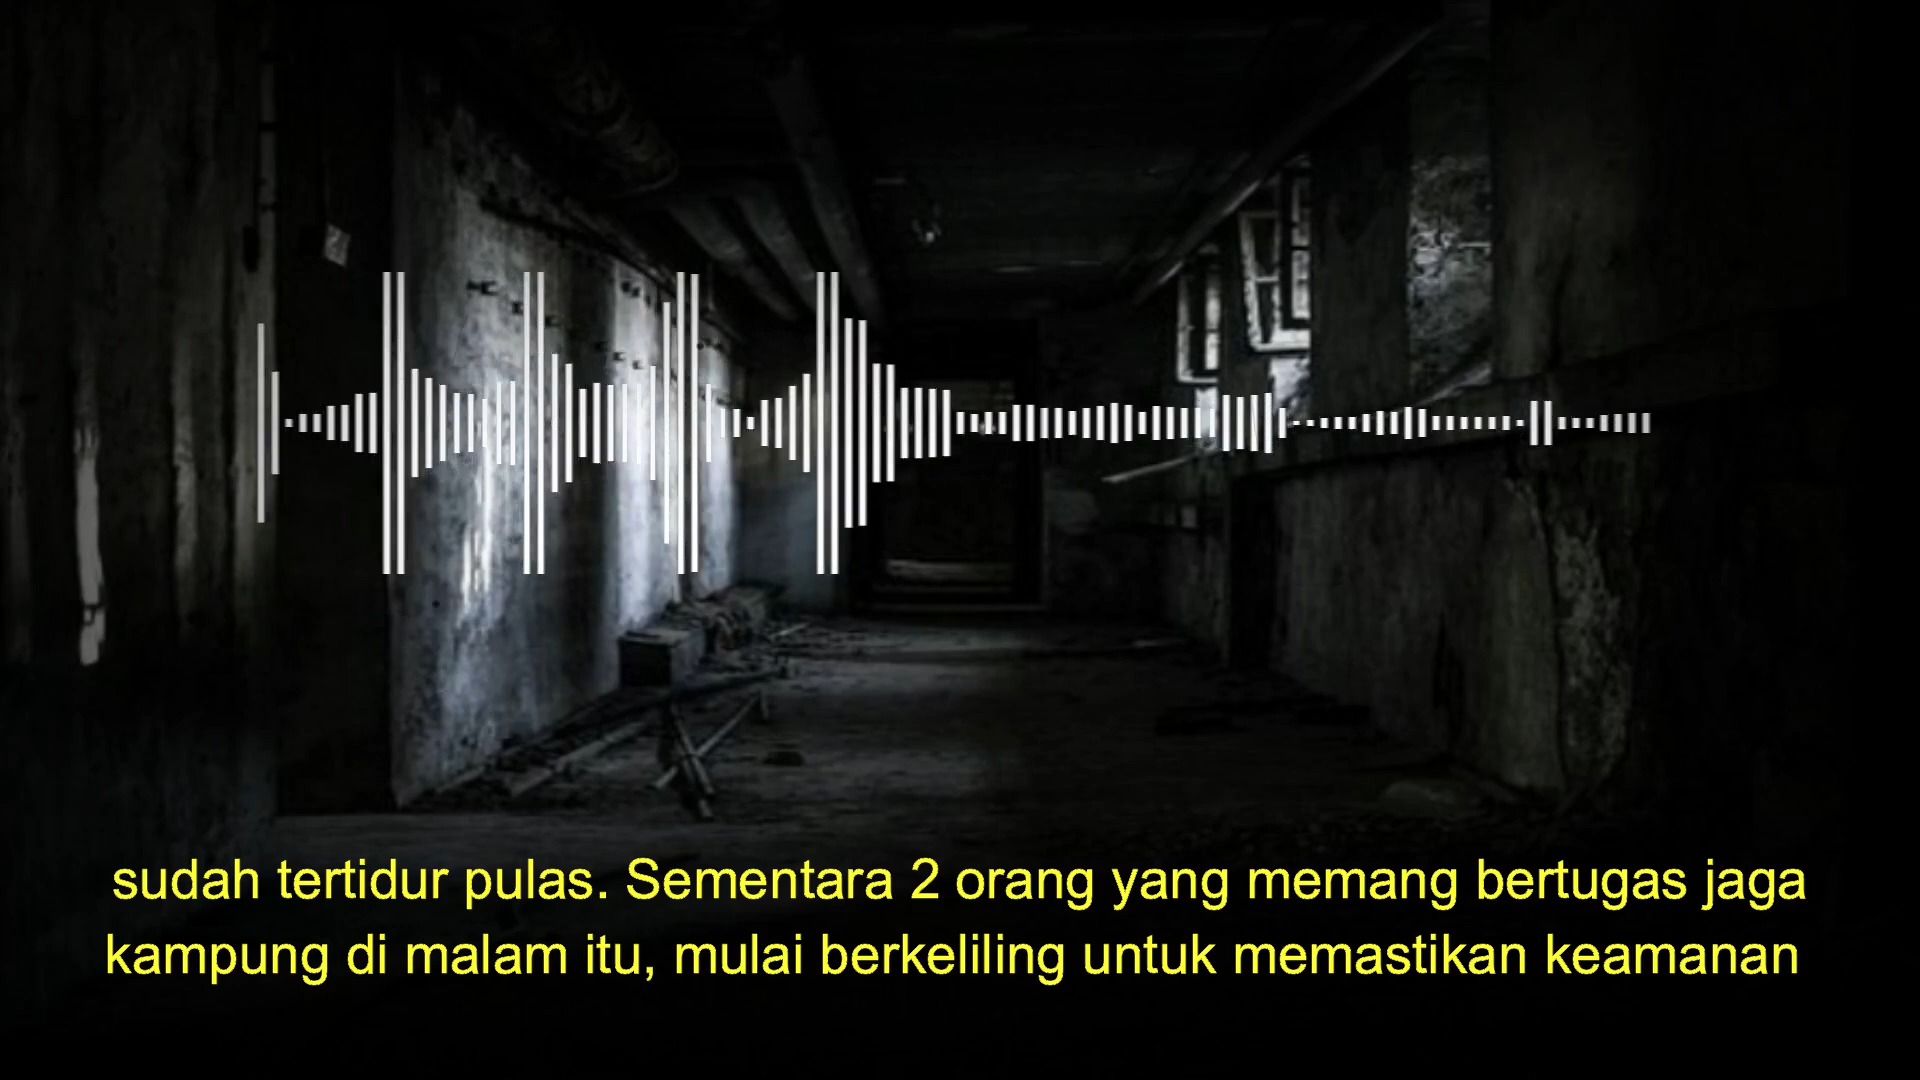 sudah tertidur pulas. Sementara 2 orang yang memang bertugas jaga
kampung di malam itu, mulai berkeliling untuk memastikan keamanan